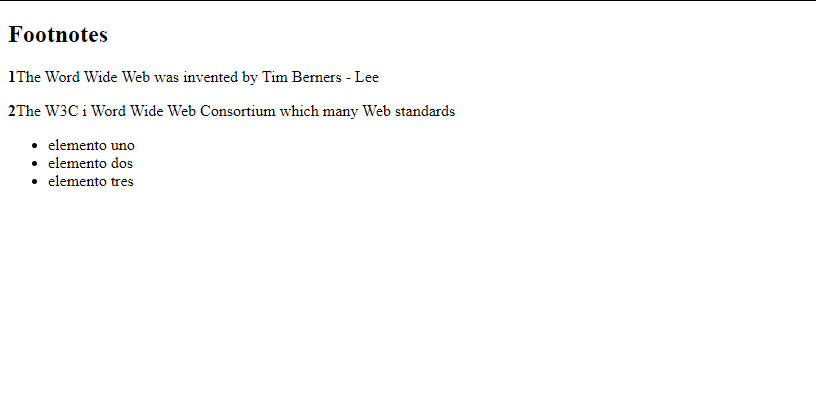 Footnotes
1The Word Wide Web was invented by Tim Berners - Lee
2The W3C i Word Wide Web Consortium which many Web standards
• elemento uno
• elemento dos
• elemento tres